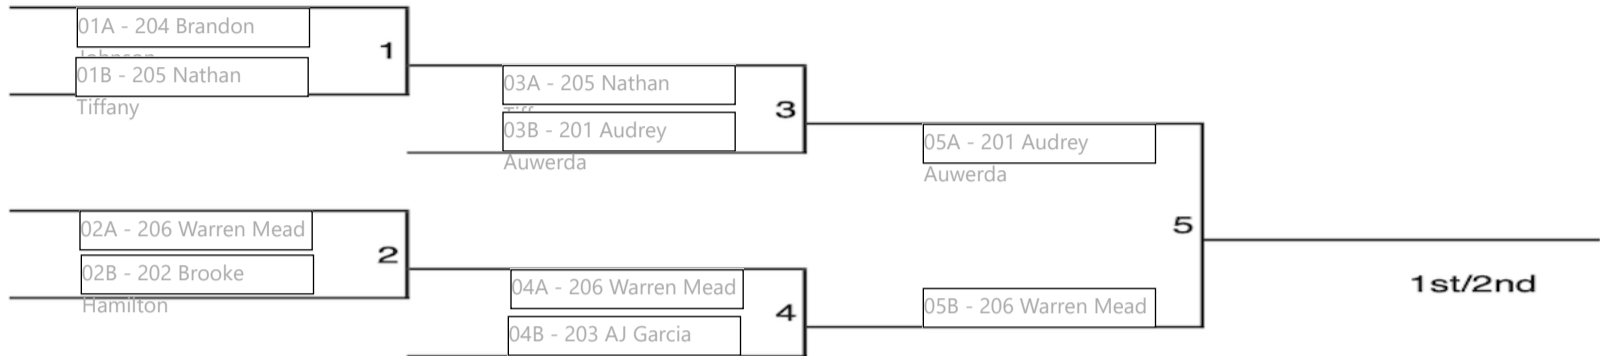 01A - 204 Brandon
Johnson
1
01B - 205 Nathan
Tiffany
03A - 205 Nathan
3
03B - 201 Audrey
Auwerda
05A - 201 Audrey
Auwerda
02A - 206 Warren Mead
2
02B - 202 Brooke
Hamilton
5
04A - 206 Warren Mead
4
04B - 203 AJ Garcia
05B - 206 Warren Mead
1st/2nd